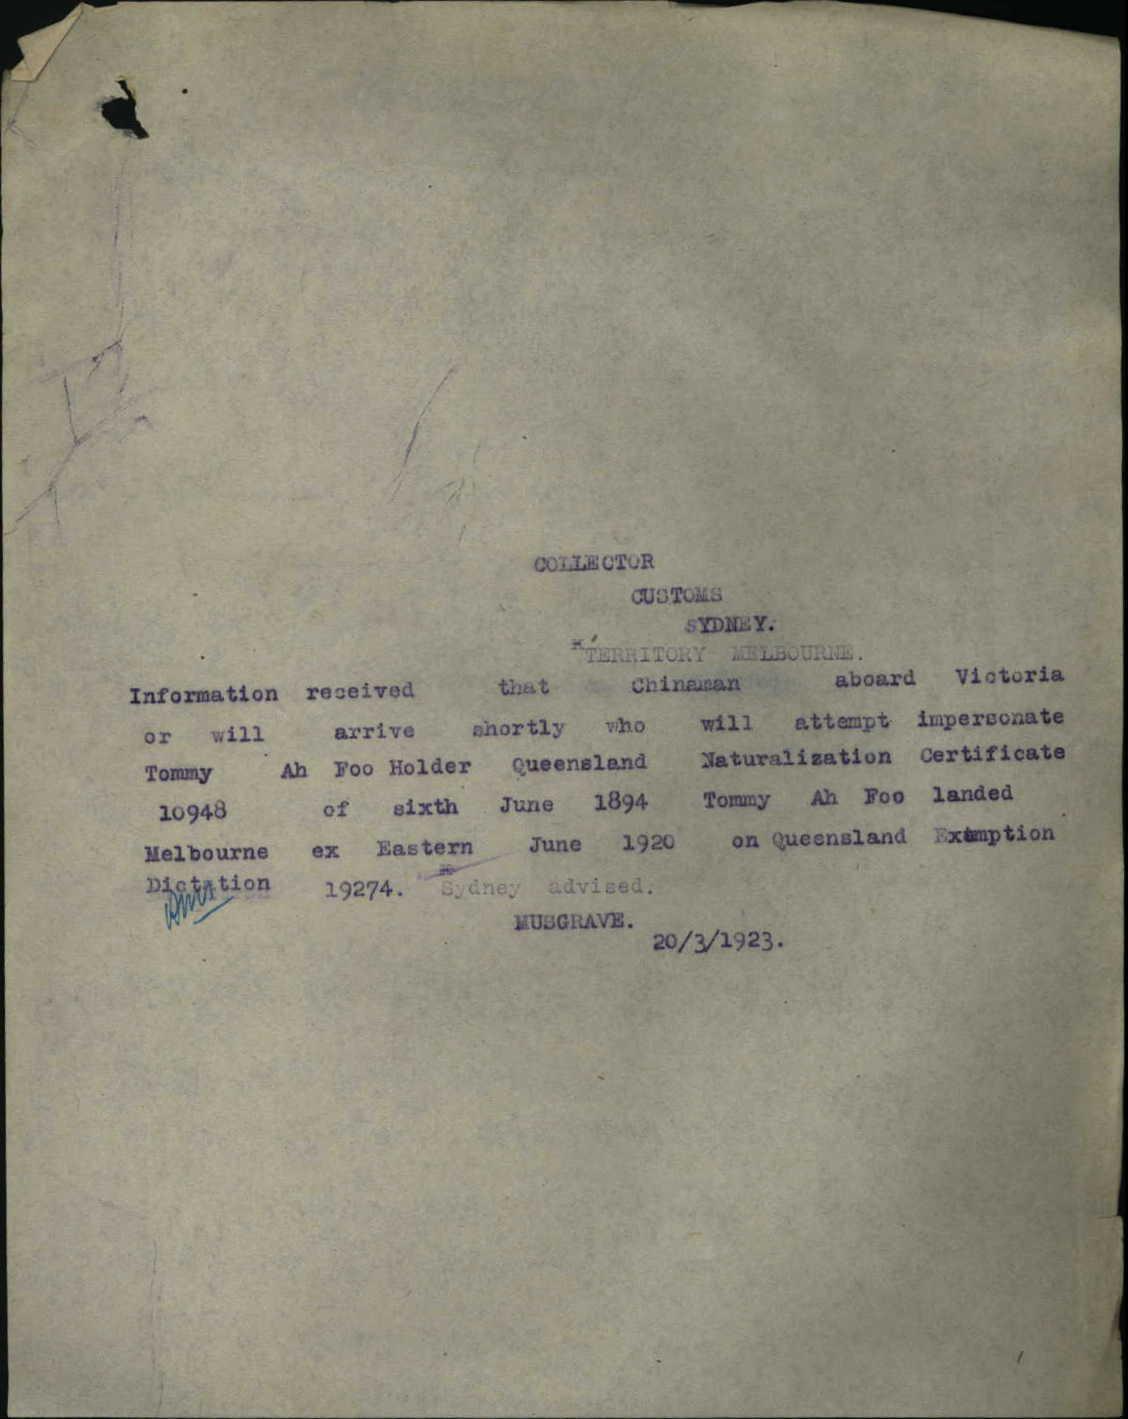 COLLECTOR
CUSTOMS
SYDNEY.
TERRITORY MELBOURNE.
Information received that Chinaman aboard Victoria
or will arrive shortly who will attempt impersonate
Tommy Ah Foo Holder Queensland Naturalization Certificate
10948 of sixth June 1894 Tommy Ah Foo landed
Melbourne ex Eastern June 1920 on Queensland Exemption
Dictation 19274. Sydney advised.
MUSGRAVE.
20/3/1923.